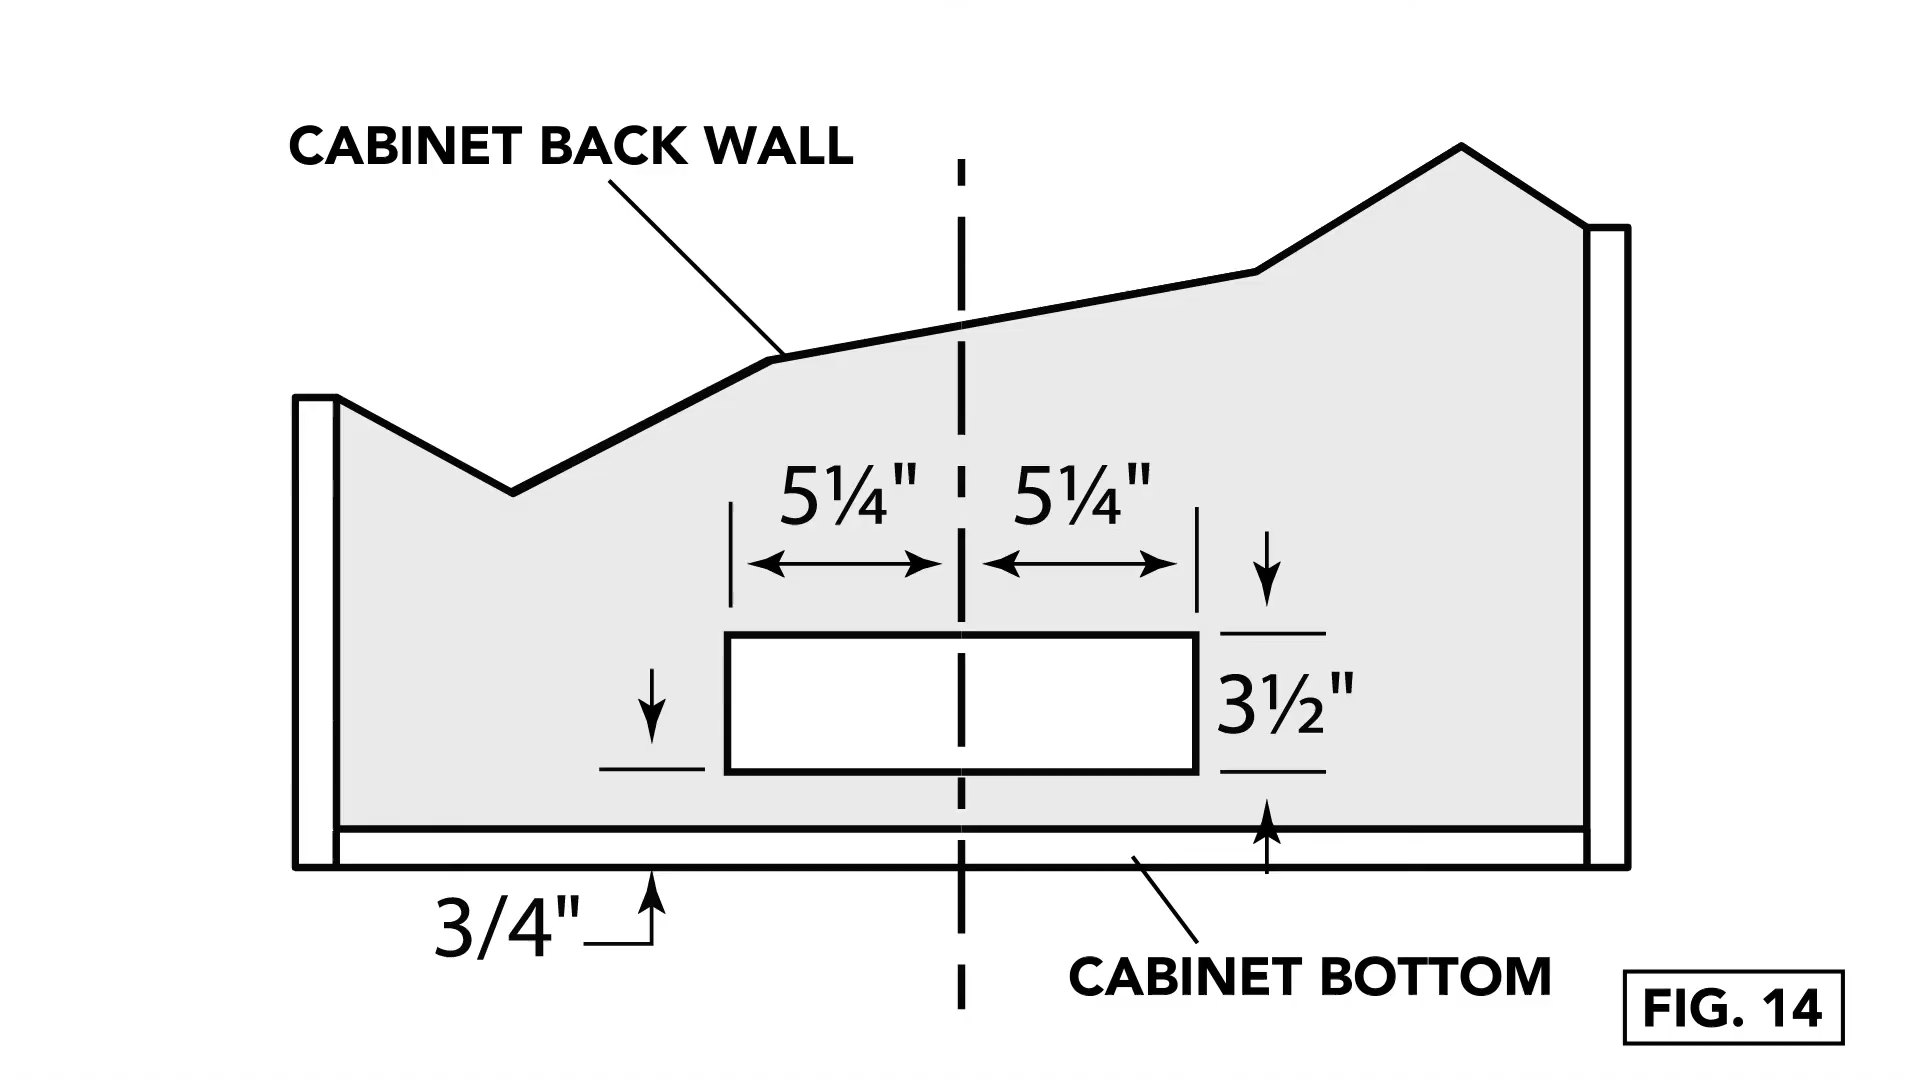 CABINET BACK WALL
5¼" 5¼"
3½"
3/4"
CABINET BOTTOM
FIG. 14